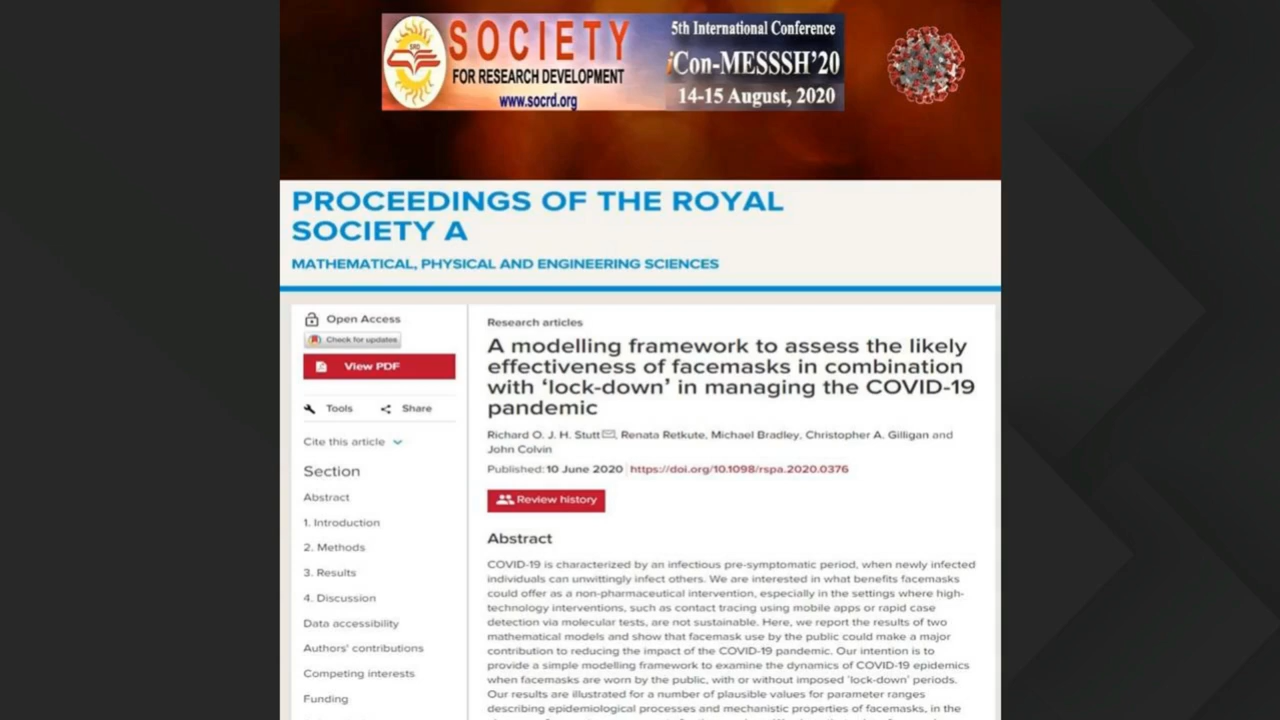 SRD
SOCIETY
FOR RESEARCH DEVELOPMENT
www.socrd.org
5th International Conference
iCon-MESSSH'20
14-15 August, 2020
PROCEEDINGS OF THE ROYAL
SOCIETY A
MATHEMATICAL, PHYSICAL AND ENGINEERING SCIENCES
Open Access
Check for updates
View PDF
Tools Share
Cite this article
Section
Abstract
1. Introduction
2. Methods
3. Results
4. Discussion
Data accessibility
Authors' contributions
Competing interests
Funding
Research articles
A modelling framework to assess the likely
effectiveness of facemasks in combination
with ‘lock-down’ in managing the COVID-19
pandemic
Richard O. J. H. Stutt, Renata Retkute, Michael Bradley, Christopher A. Gilligan and
John Colvin
Published: 10 June 2020 https://doi.org/10.1098/rspa.2020.0376
Review history
Abstract
COVID-19 is characterized by an infectious pre-symptomatic period, when newly infected
individuals can unwittingly infect others. We are interested in what benefits facemasks
could offer as a non-pharmaceutical intervention, especially in the settings where high-
technology interventions, such as contact tracing using mobile apps or rapid case
detection via molecular tests, are not sustainable. Here, we report the results of two
mathematical models and show that facemask use by the public could make a major
contribution to reducing the impact of the COVID-19 pandemic. Our intention is to
provide a simple modelling framework to examine the dynamics of COVID-19 epidemics
when facemasks are worn by the public, with or without imposed ‘lock-down’ periods.
Our results are illustrated for a number of plausible values for parameter ranges
describing epidemiological processes and mechanistic properties of facemasks, in the